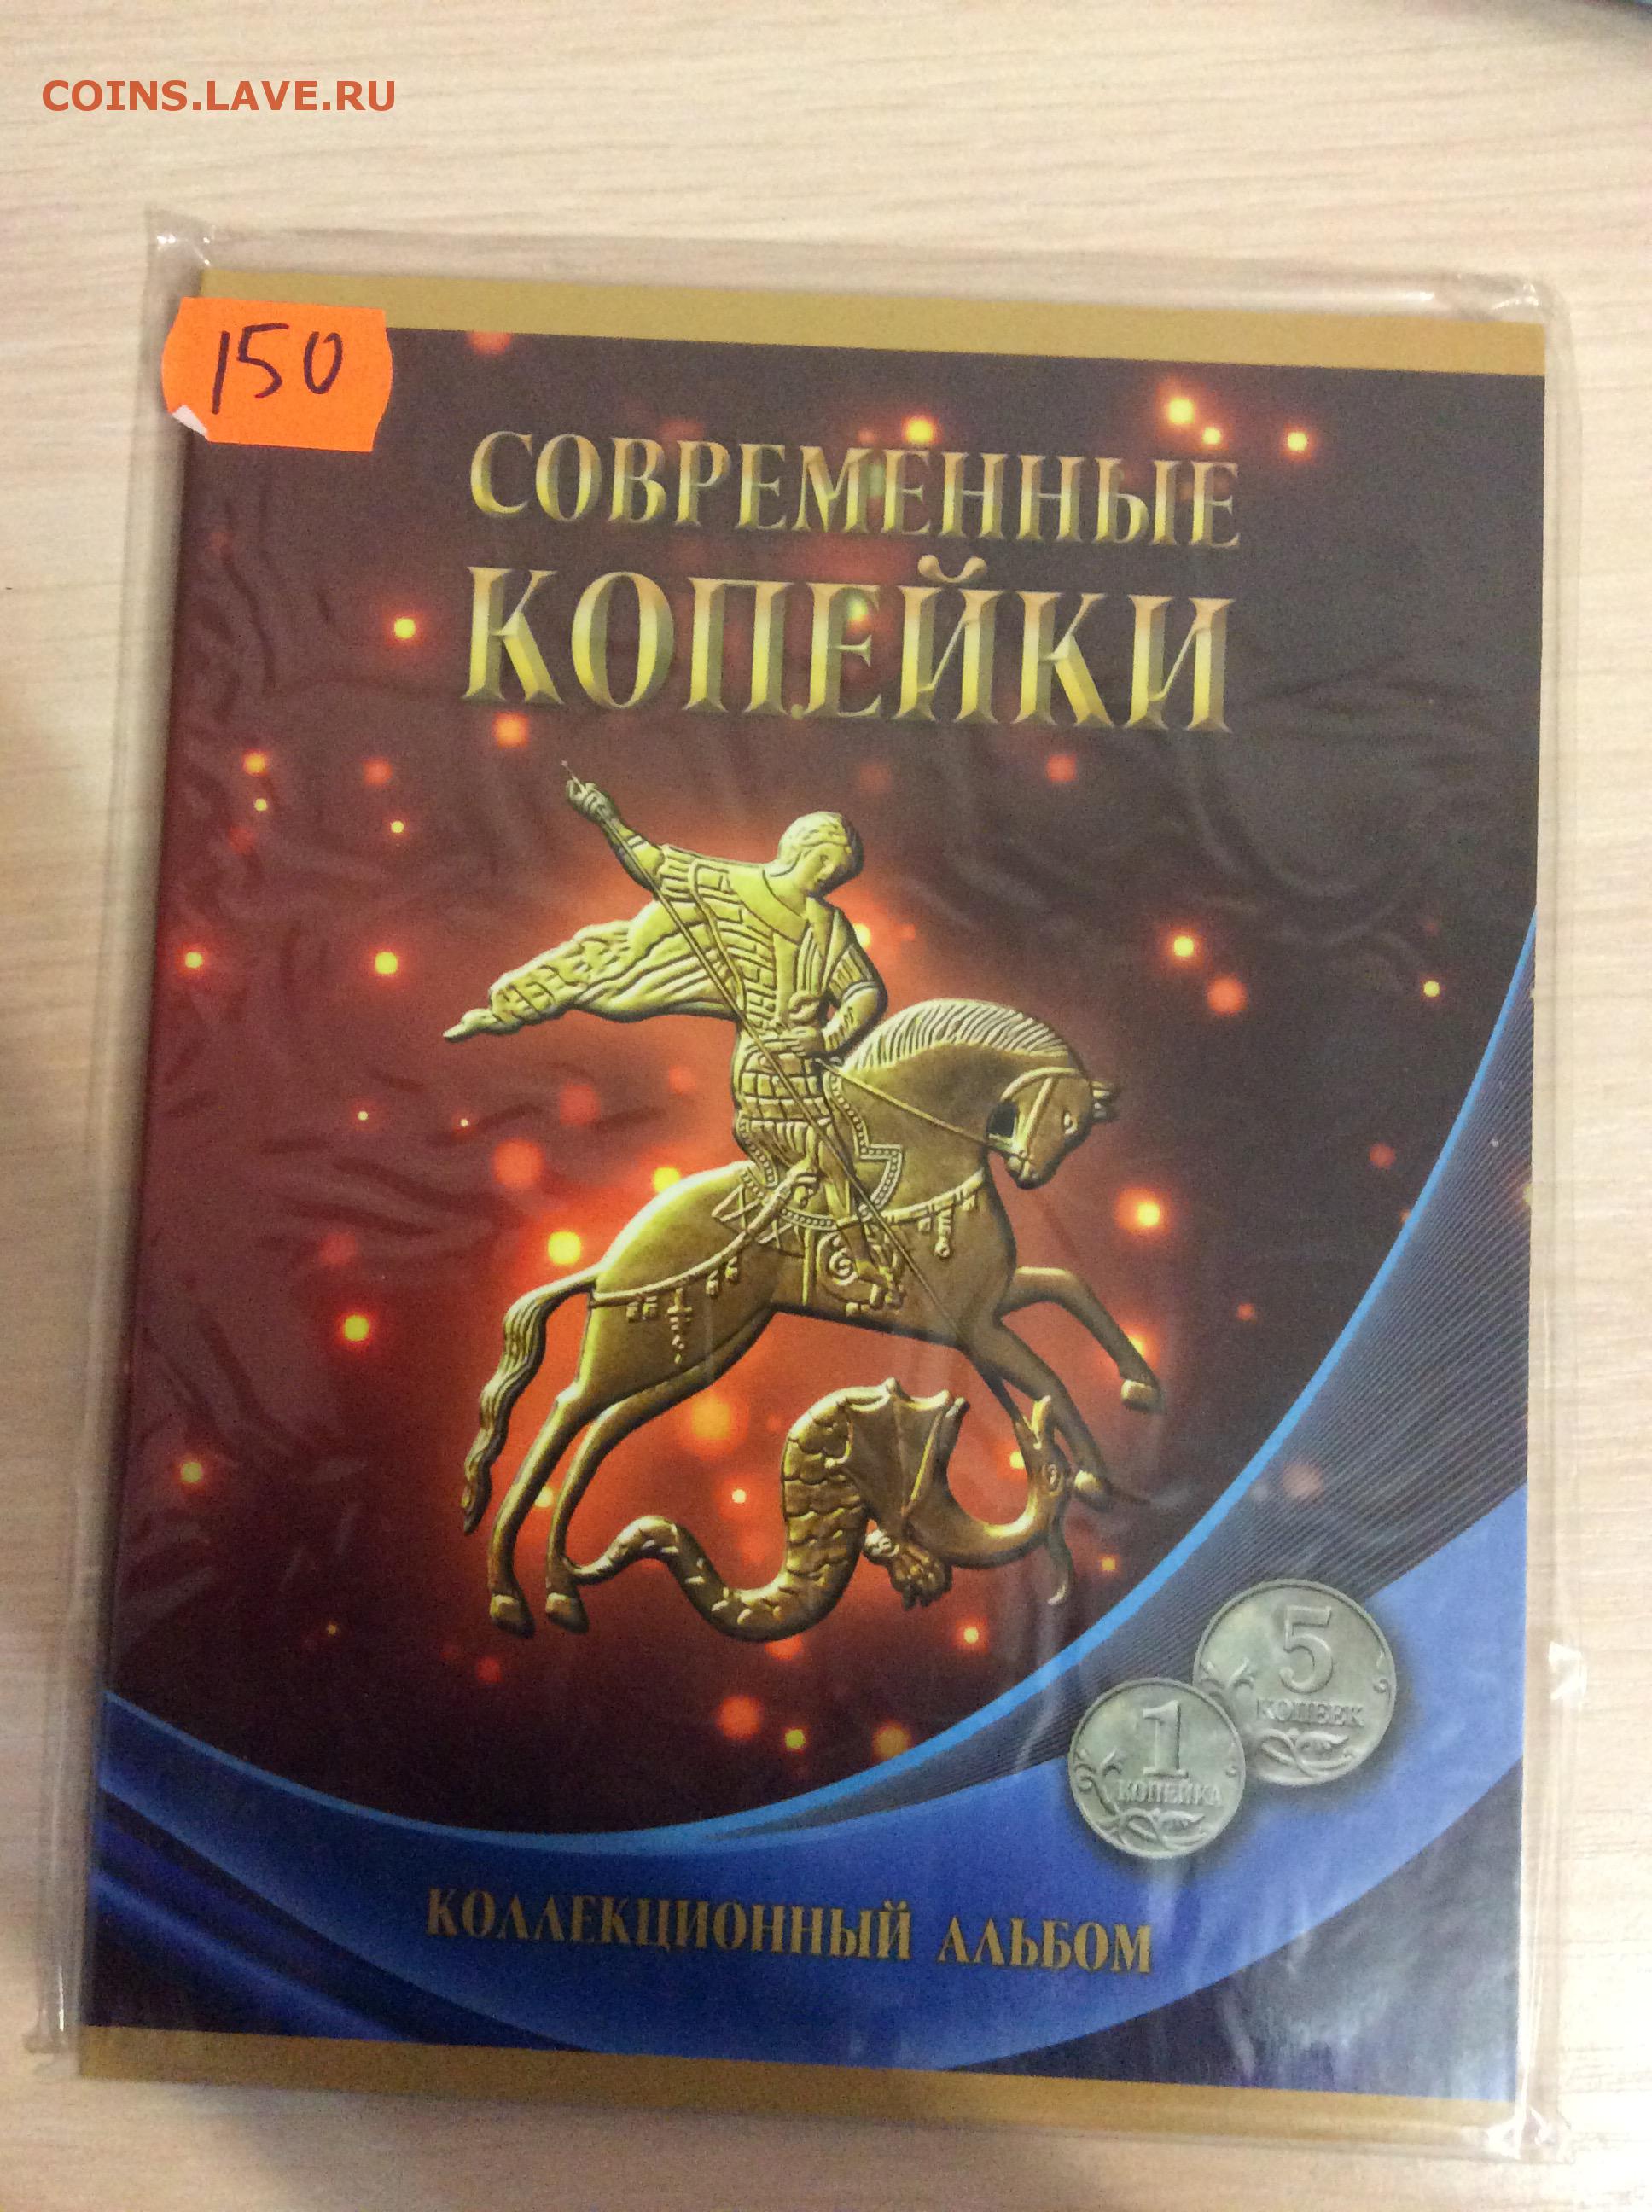 COINS.LAVE.RU
150
СОВРЕМЕННЫЕ
КОПЕЙКИ
5
КОПЕЕК
1
КОПЕЙКА
КОЛЛЕКЦИОННЫЙ АЛЬБОМ